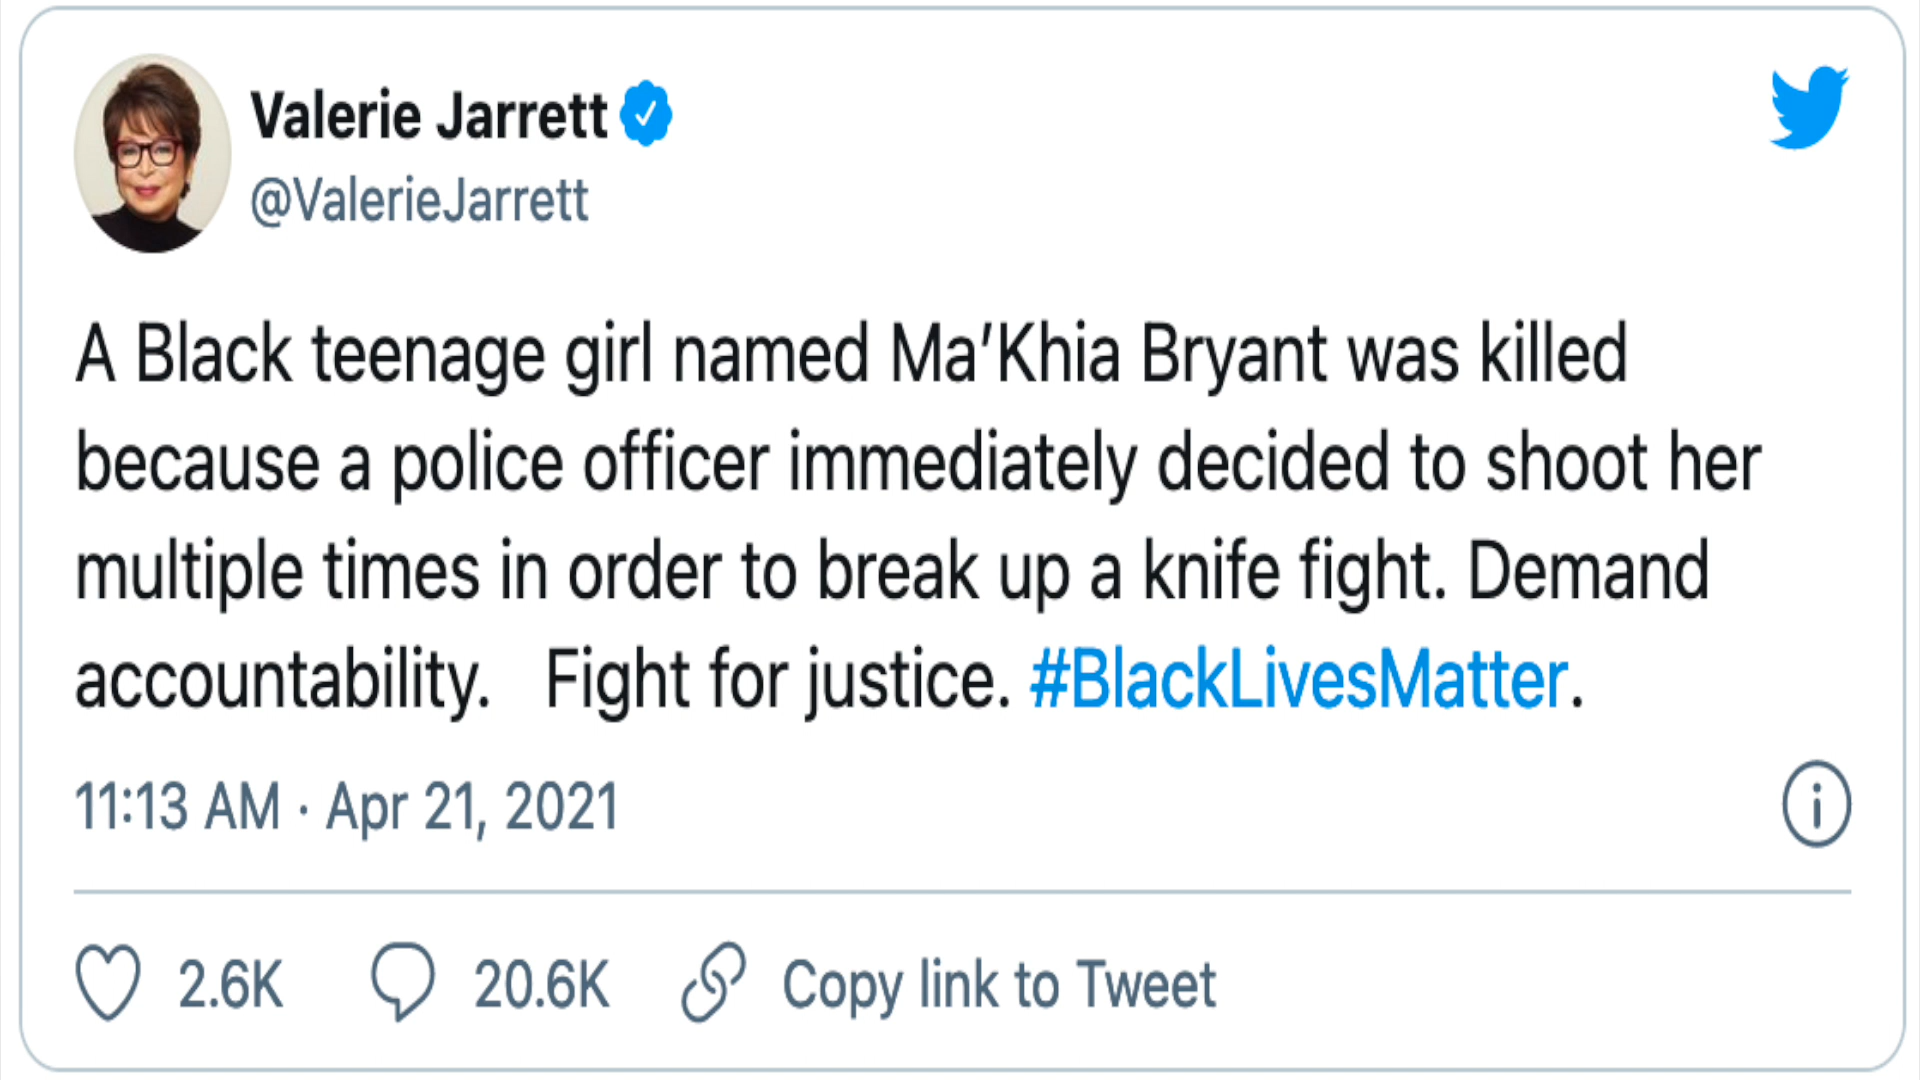 Valerie Jarrett
@ValerieJarrett
A Black teenage girl named Ma’Khia Bryant was killed
because a police officer immediately decided to shoot her
multiple times in order to break up a knife fight. Demand
accountability.   Fight for justice. #BlackLivesMatter.
11:13 AM · Apr 21, 2021
2.6K 20.6K Copy link to Tweet